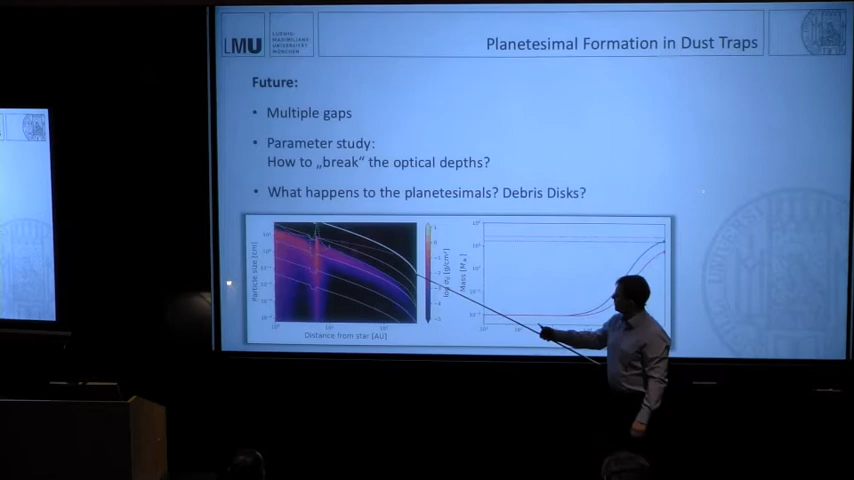 LMU
LUDWIG
MAXIMILIANS
UNIVERSITÄT
MÜNCHEN
Planetesimal Formation in Dust Traps
Future:
• Multiple gaps
• Parameter study:
How to „break“ the optical depths?
• What happens to the planetesimals? Debris Disks?
Particle size [cm]
Distance from star [AU]
Mass